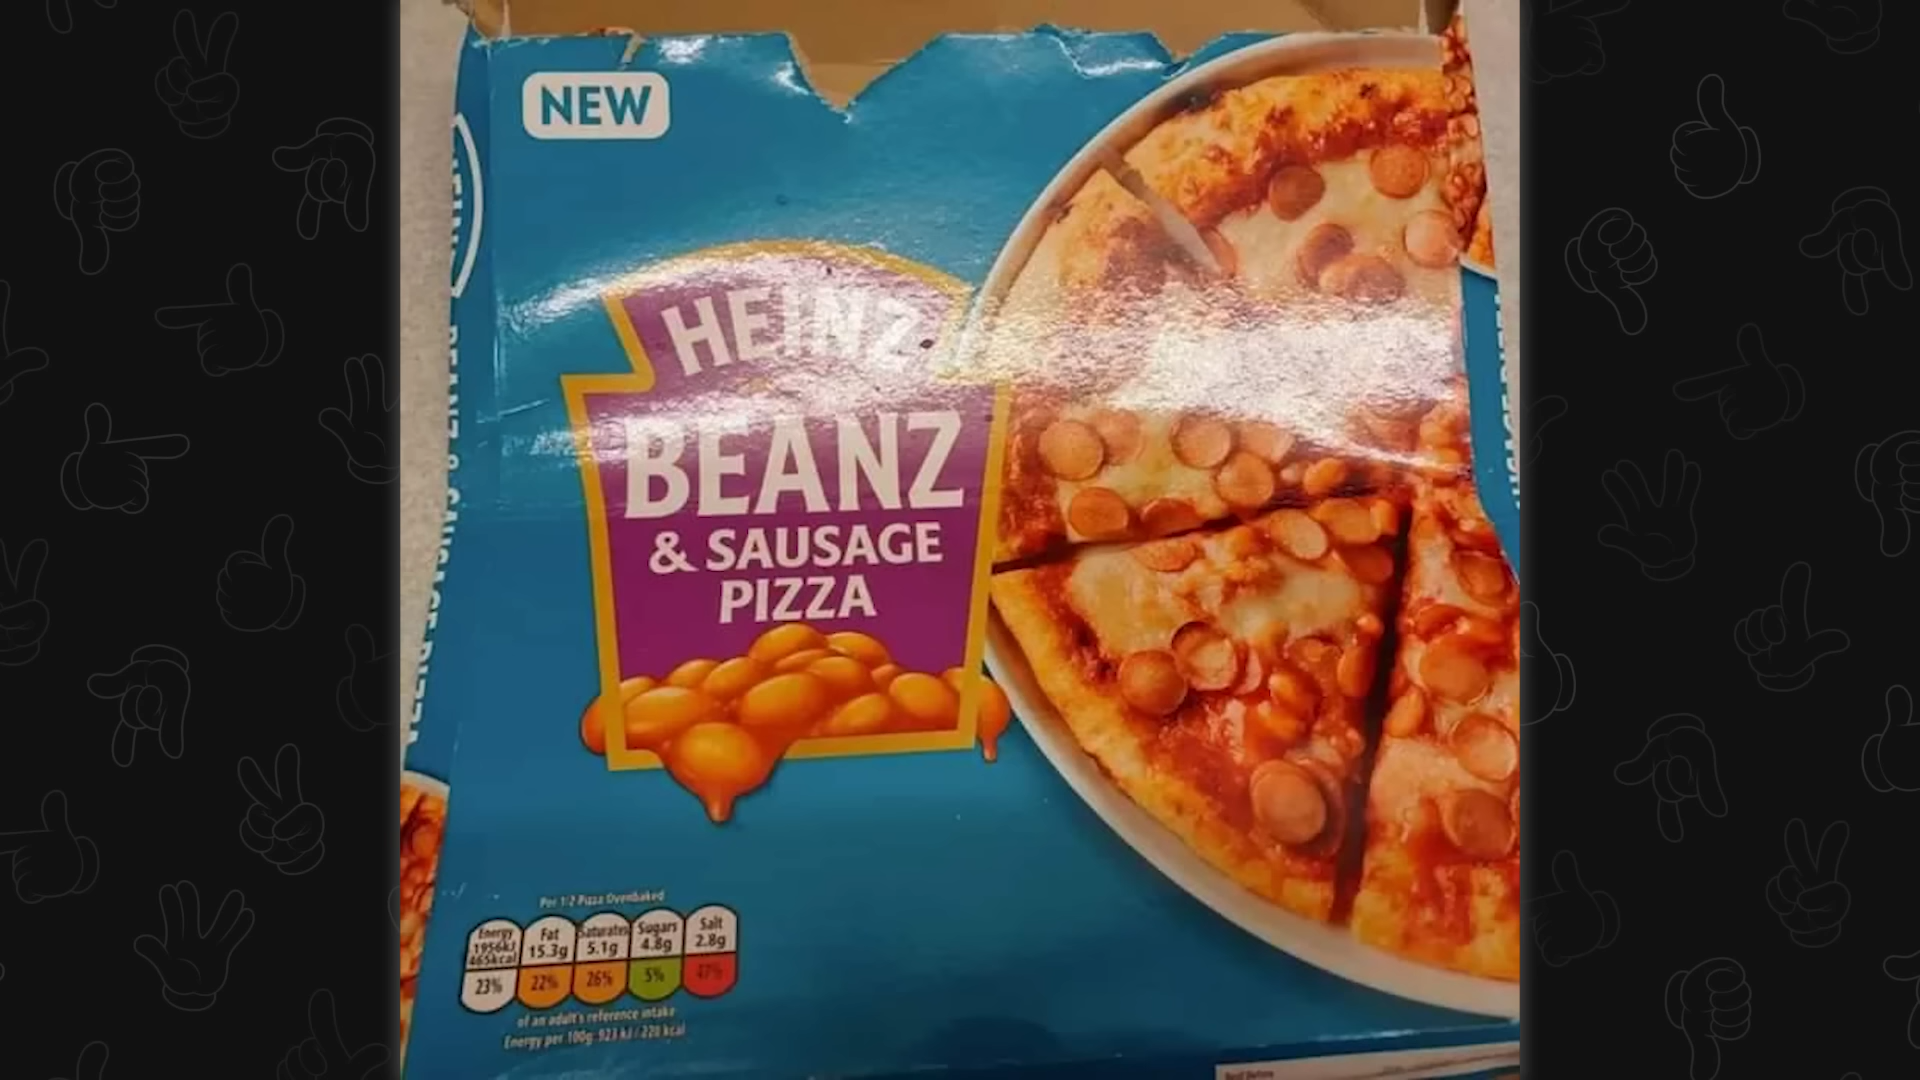 NEW
HEINZ
BEANZ
& SAUSAGE
PIZZA
Per 1/2 Pizza Ovenbaked
Energy
1956kJ
465kcal
23%
Fat
15.3g
22%
Saturates
5.1g
26%
Sugars
4.8g
5%
Salt
2.8g
47%
of an adult's reference intake
Energy per 100g 923 kJ / 220 kcal
Best Before